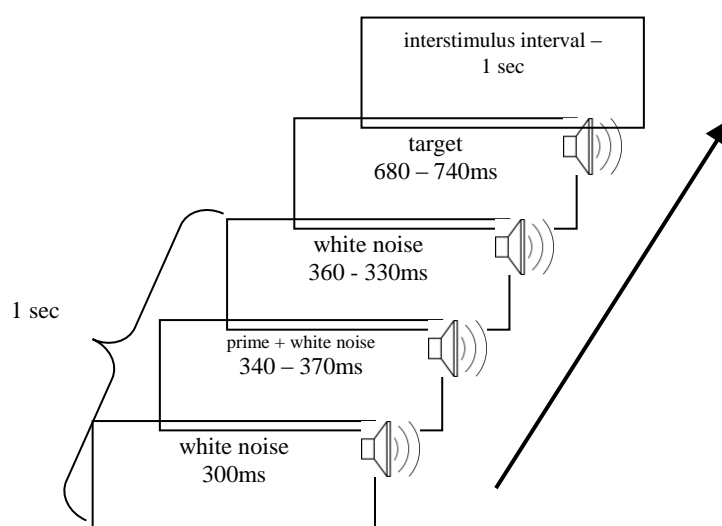 interstimulus interval –
1 sec
target
680 – 740ms
white noise
360 - 330ms
1 sec
prime + white noise
340 – 370ms
white noise
300ms